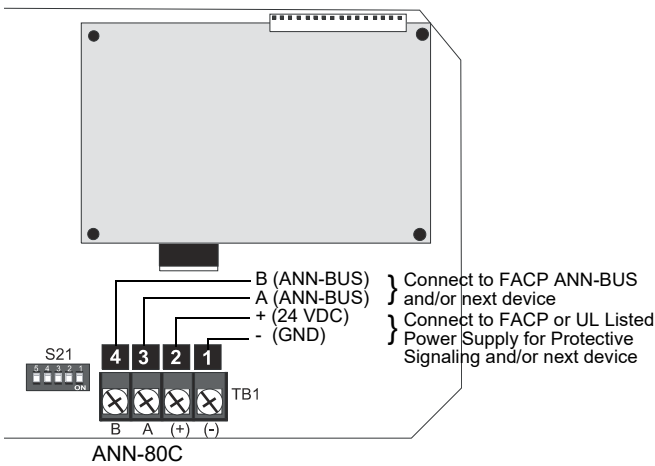 B (ANN-BUS)
A (ANN-BUS)
} Connect to FACP ANN-BUS
and/or next device
+ (24 VDC)
- (GND)
} Connect to FACP or UL Listed
Power Supply for Protective
Signaling and/or next device
S21
5 4 3 2 1
ON
4 3 2 1
TB1
B A (+) (-)
ANN-80C